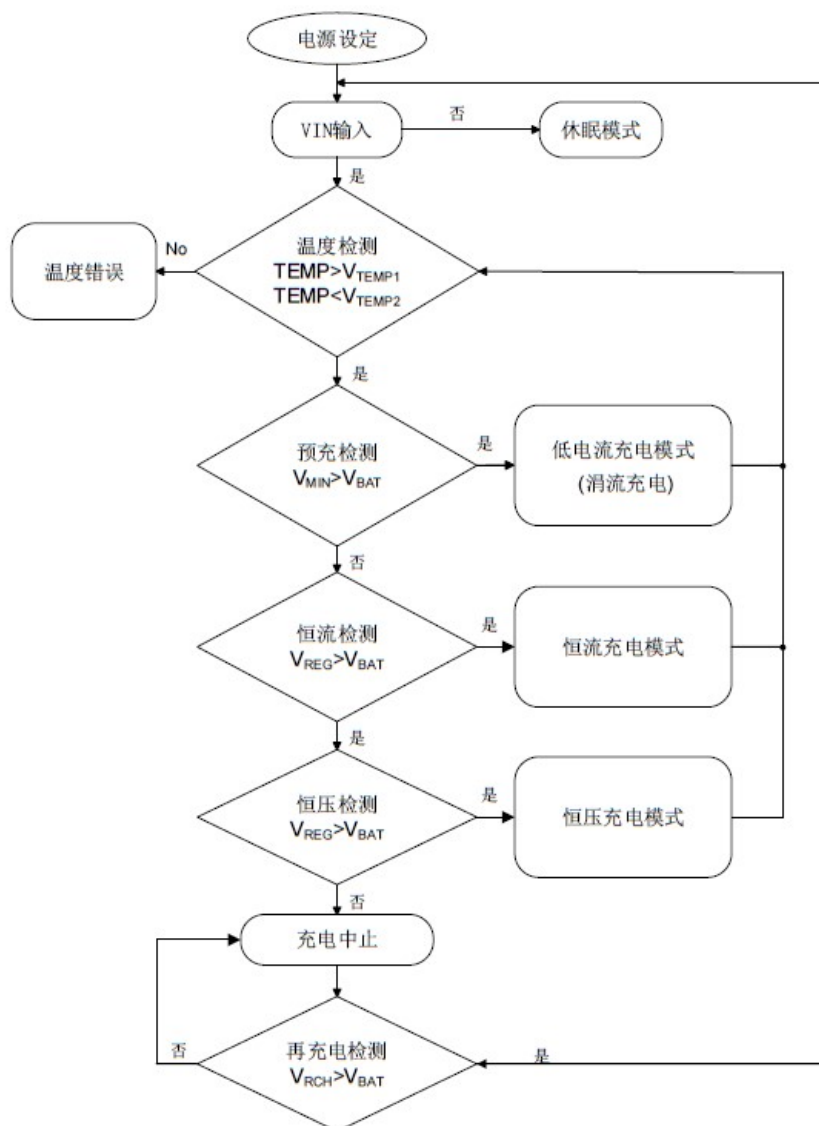 电源设定
VIN输入
否
休眠模式
是
温度检测
TEMP>VTEMP1
TEMP<VTEMP2
No
温度错误
是
预充检测
VMIN>VBAT
是
低电流充电模式
(涓流充电)
否
恒流检测
VREG>VBAT
是
恒流充电模式
是
恒压检测
VREG>VBAT
是
恒压充电模式
否
充电中止
否
再充电检测
VRCH>VBAT
是